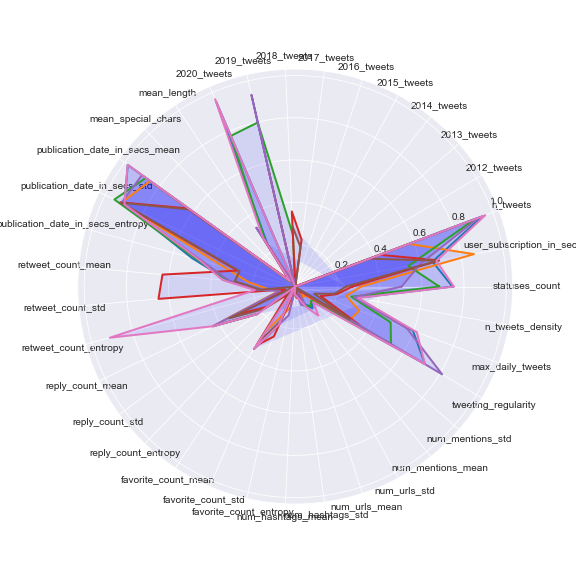 2018_tweets
2017_tweets
2019_tweets
2016_tweets
2020_tweets
2015_tweets
mean_length
2014_tweets
mean_special_chars
2013_tweets
publication_date_in_secs_mean
2012_tweets
publication_date_in_secs_std
1.0
n_tweets
0.8
publication_date_in_secs_entropy
0.6
user_subscription_in_sec
0.4
retweet_count_mean
0.2
statuses_count
retweet_count_std
n_tweets_density
retweet_count_entropy
max_daily_tweets
reply_count_mean
tweeting_regularity
reply_count_std
num_mentions_std
reply_count_entropy
num_mentions_mean
favorite_count_mean
num_urls_std
favorite_count_std
num_urls_mean
favorite_count_entropy
num_hashtags_std
num_hashtags_mean